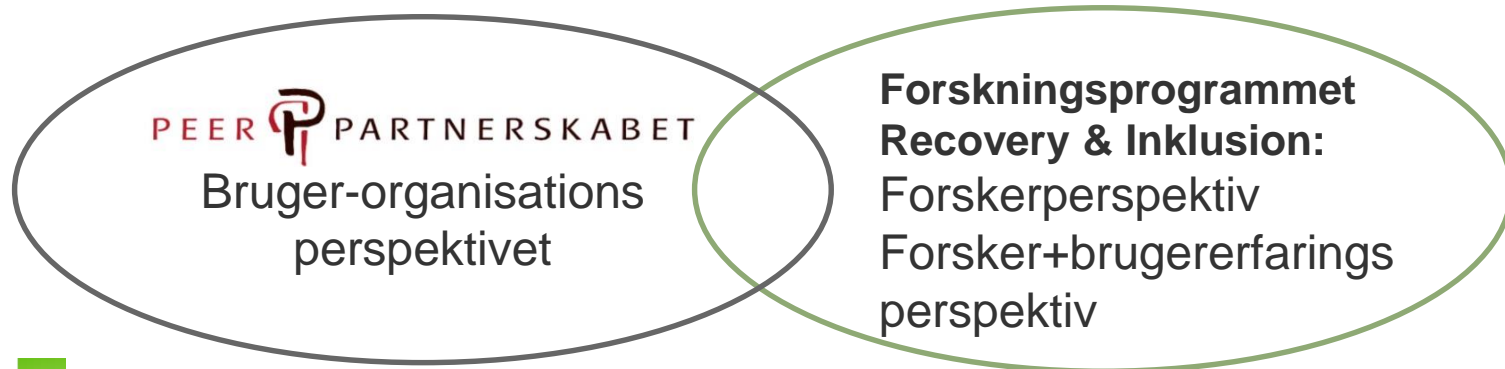 PEER PARTNERSKABET
Bruger-organisations
perspektivet
Forskningsprogrammet
Recovery & Inklusion:
Forskerperspektiv
Forsker+brugererfarings
perspektiv